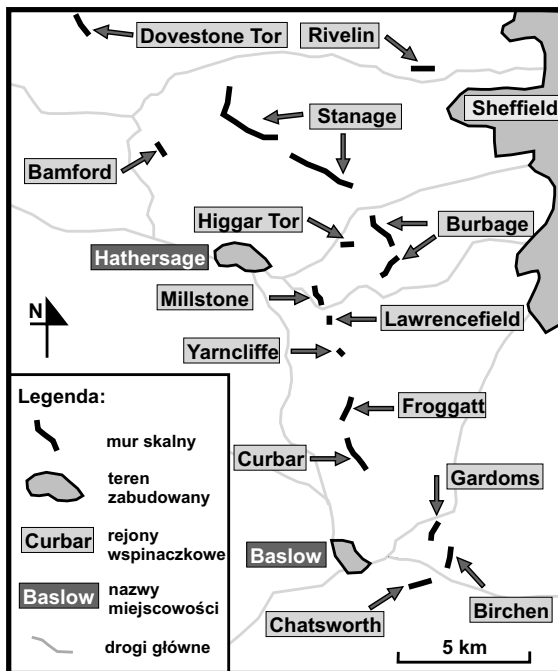 Dovestone Tor
Rivelin
Sheffield
Stanage
Bamford
Higgar Tor
Burbage
Hathersage
Millstone
N
Lawrencefield
Yarncliffe
Froggatt
Curbar
Gardoms
Baslow
Chatsworth
Birchen
5 km
Legenda:
mur skalny
teren
zabudowany
Curbar
rejony
wspinaczkowe
Baslow
nazwy
miejscowości
drogi główne